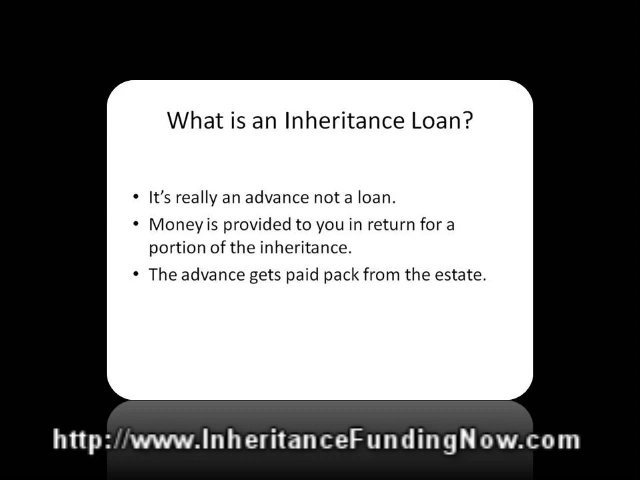 What is an Inheritance Loan?
• It's really an advance not a loan.
• Money is provided to you in return for a
portion of the inheritance.
• The advance gets paid pack from the estate.
http://www.InheritanceFundingNow.com